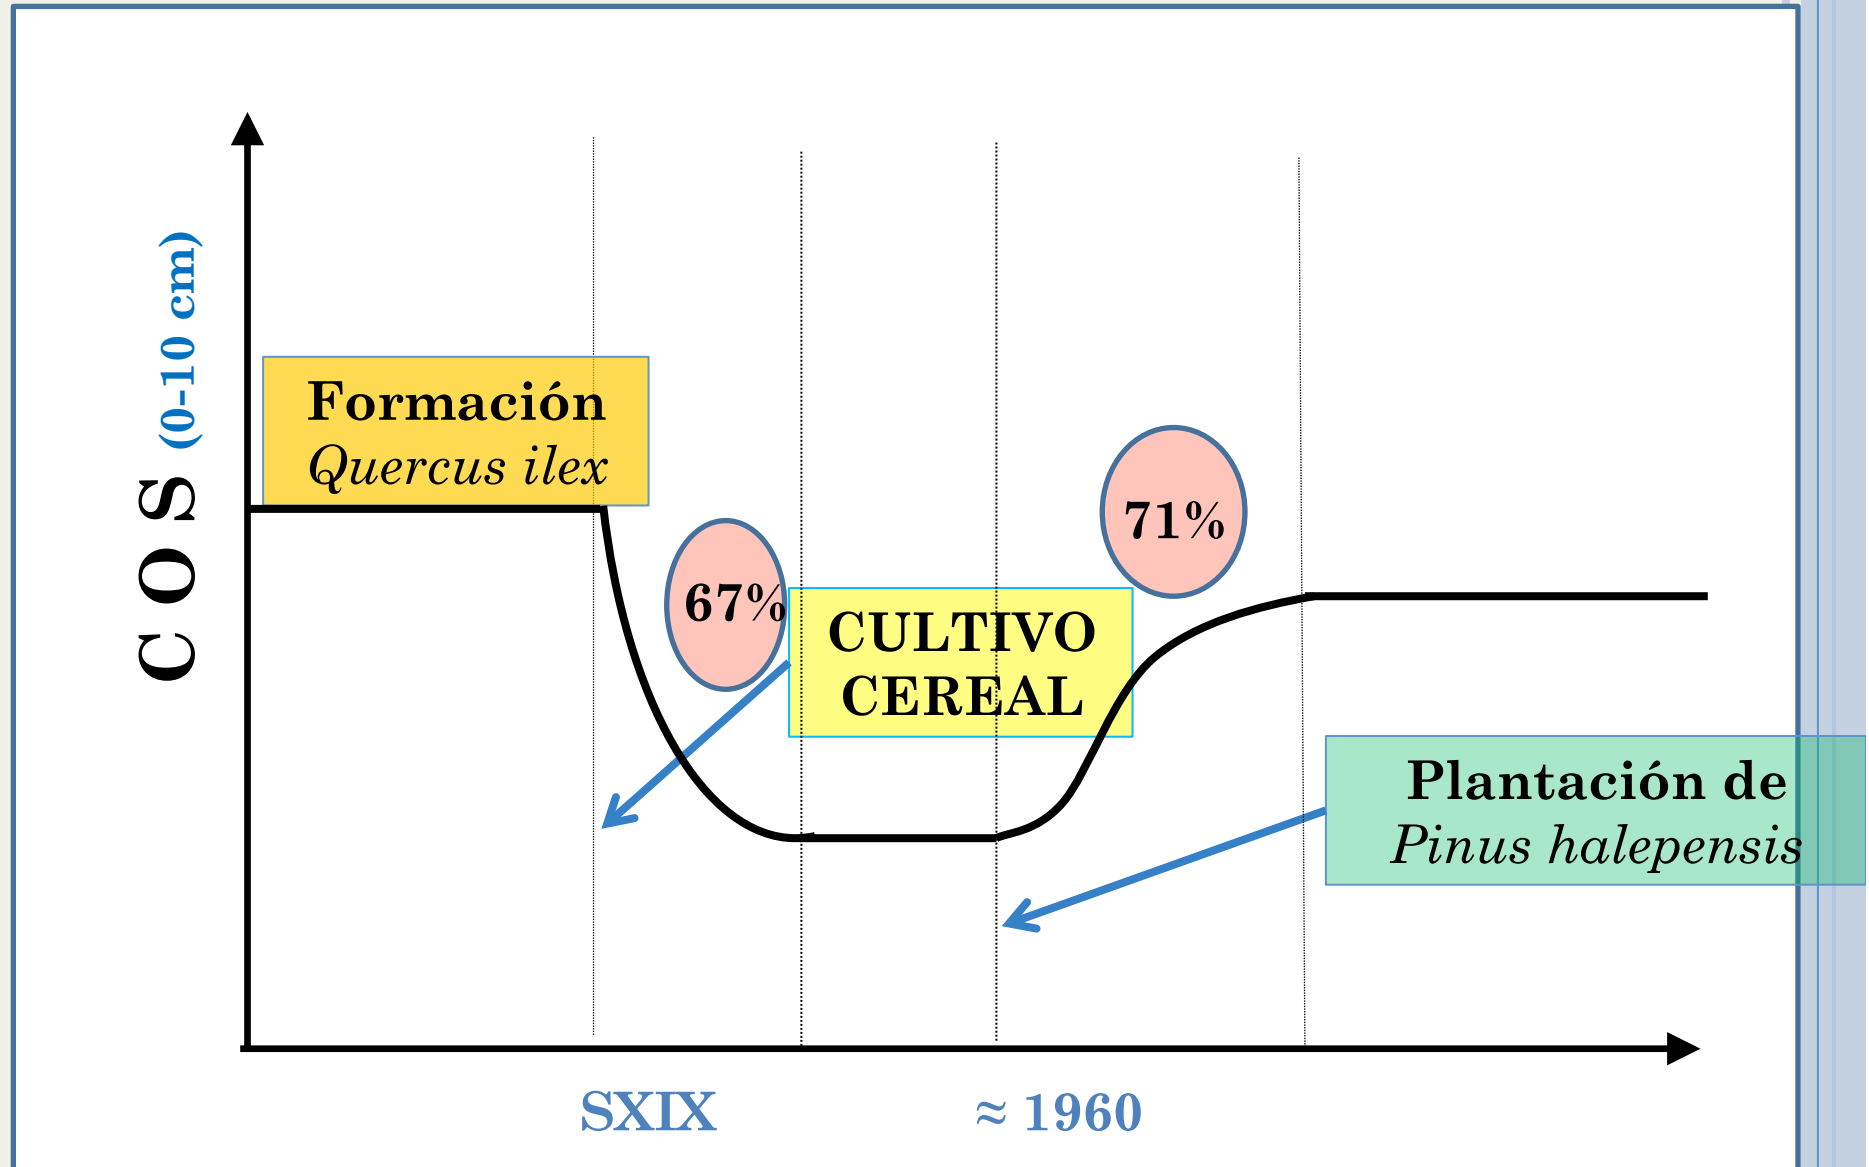 C O S (0-10 cm)
Formación
Quercus ilex
67%
CULTIVO
CEREAL
71%
Plantación de
Pinus halepensis
SXIX
≈ 1960